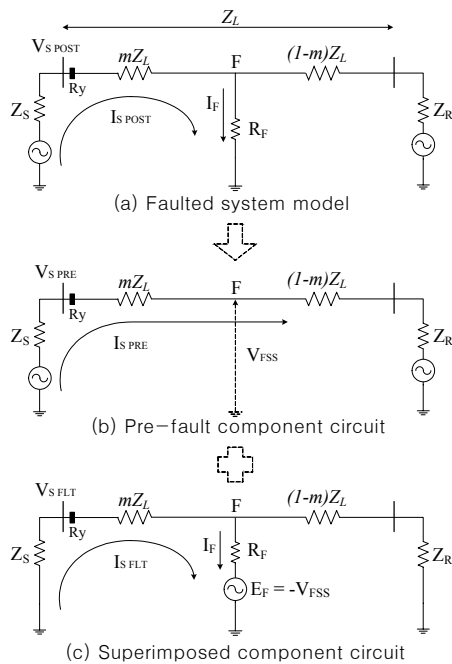 Z_L
V_S POST
mZ_L
F
(1-m)Z_L
Ry
Z_S
I_F
I_S POST
R_F
Z_R
(a) Faulted system model
V_S PRE
mZ_L
F
(1-m)Z_L
Ry
Z_S
I_S PRE
V_FSS
Z_R
(b) Pre-fault component circuit
V_S FLT
mZ_L
F
(1-m)Z_L
Ry
I_F
R_F
Z_S
I_S FLT
Z_R
E_F = -V_FSS
(c) Superimposed component circuit